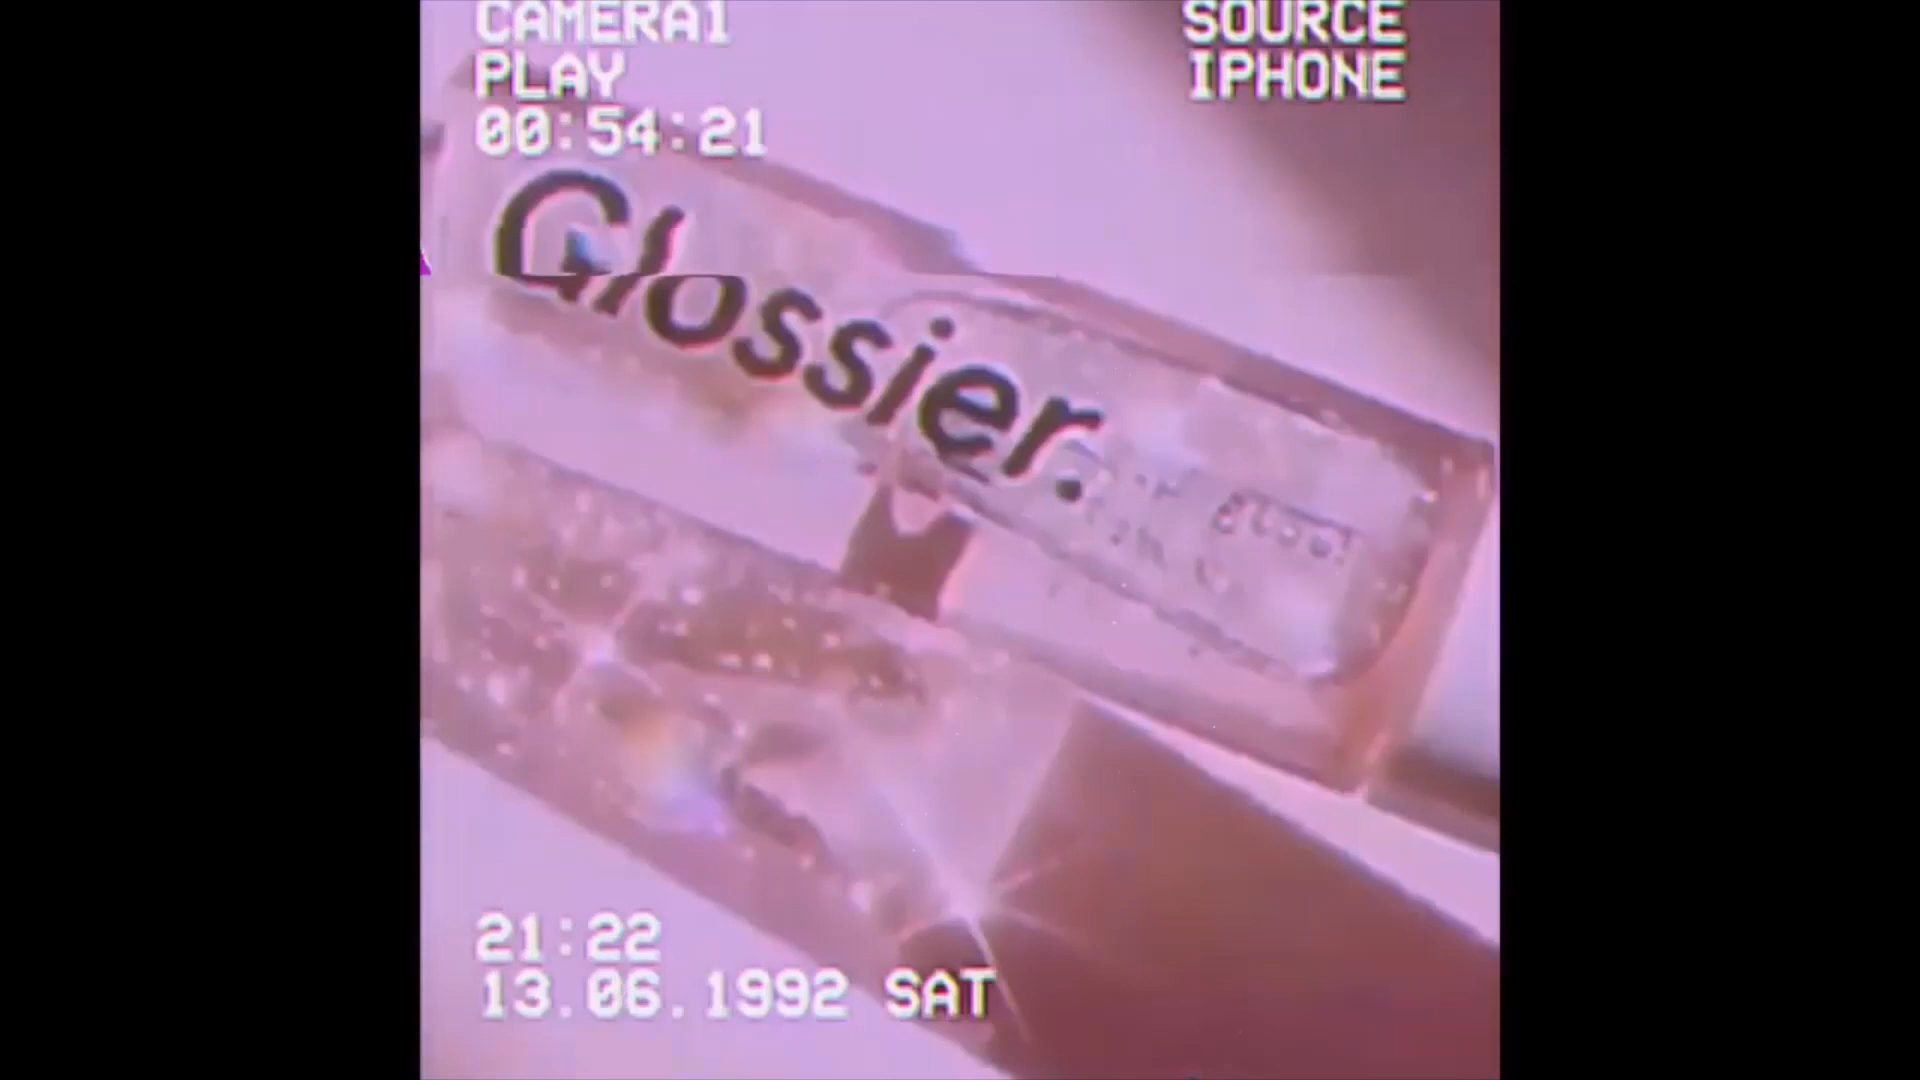 CAMERA1
PLAY
00:54:21
SOURCE
IPHONE
Glossier.
21:22
13.06.1992 SAT